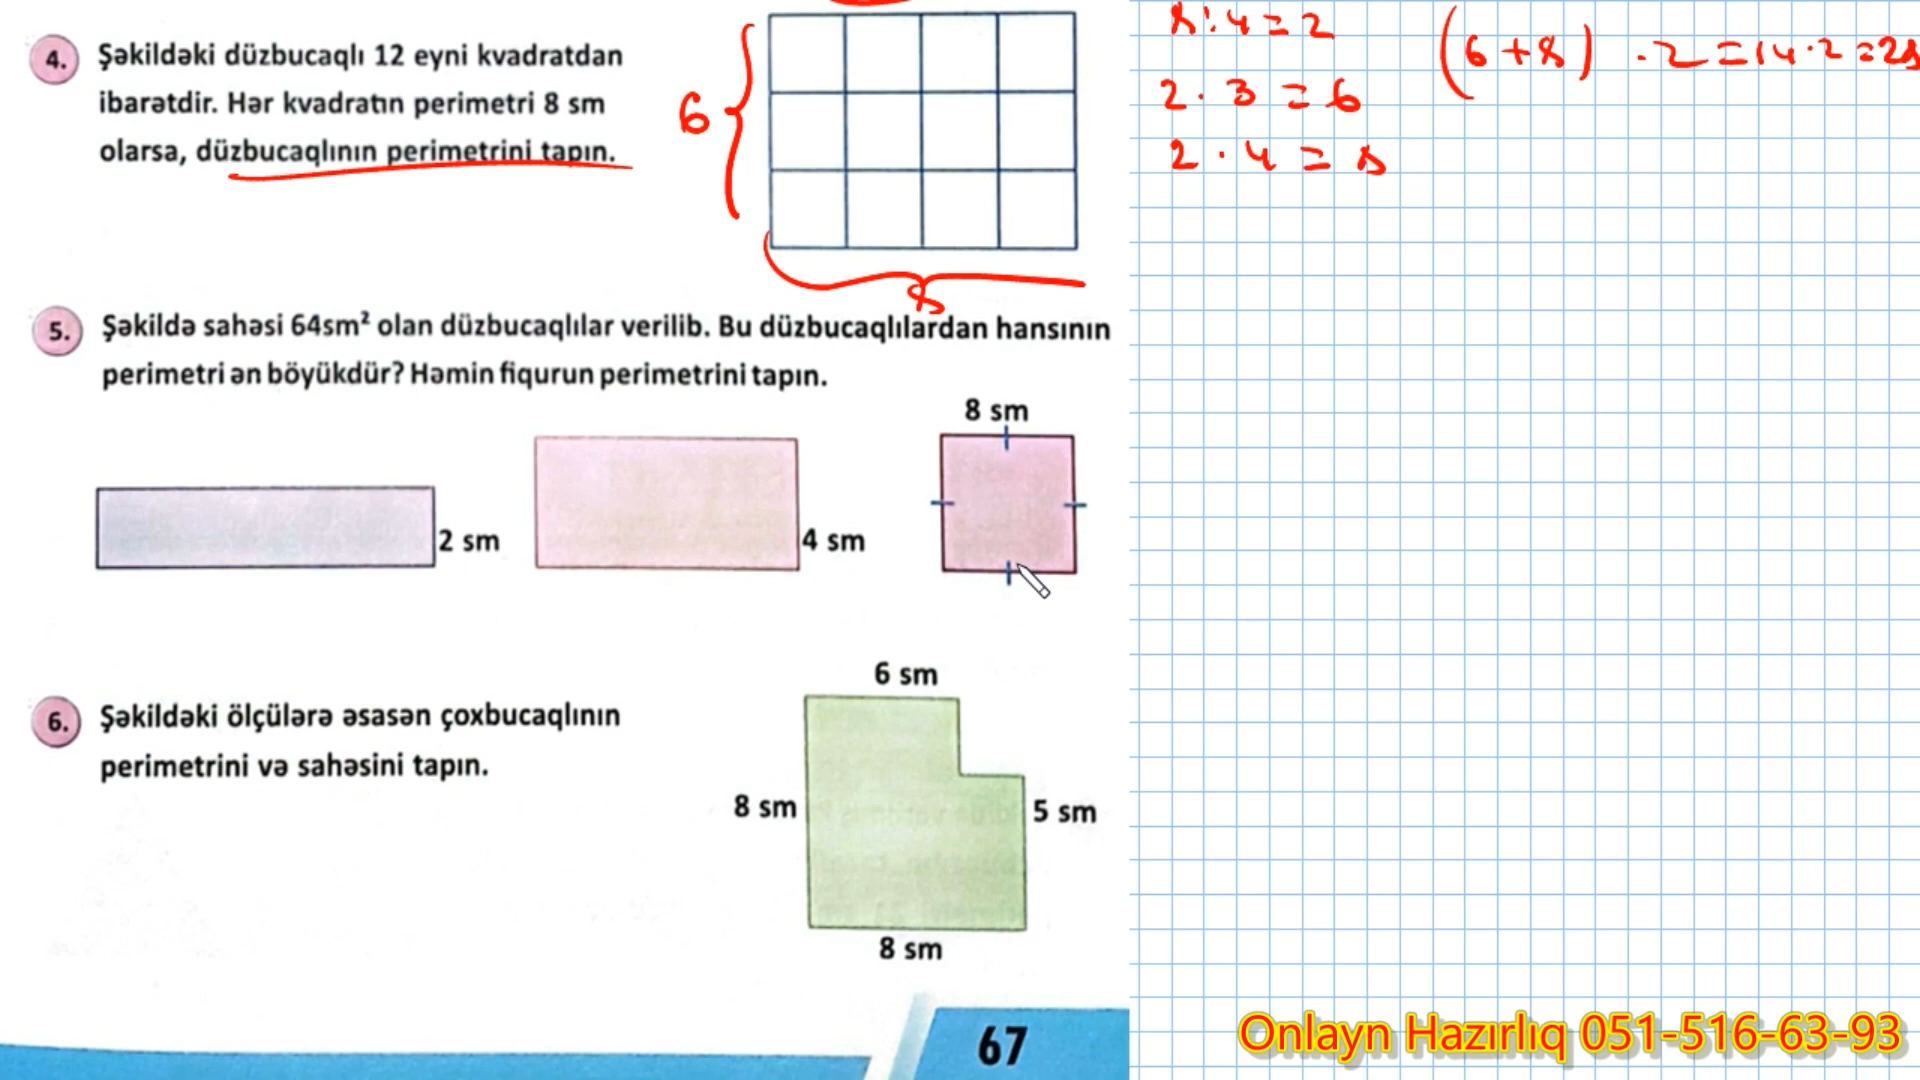 4. Şəkildəki düzbucaqlı 12 eyni kvadratdan
ibarətdir. Hər kvadratın perimetri 8 sm
olarsa, düzbucaqlının perimetrini tapın.
6
8
8:4=2
2·3=6
2·4=8
(6+8)·2=14·2=28
5. Şəkildə sahəsi 64sm² olan düzbucaqlılar verilib. Bu düzbucaqlılardan hansının
perimetri ən böyükdür? Həmin fiqurun perimetrini tapın.
8 sm
2 sm
4 sm
6. Şəkildəki ölçülərə əsasən çoxbucaqlının
perimetrini və sahəsini tapın.
6 sm
8 sm
5 sm
8 sm
67
Onlayn Hazırlıq 051-516-63-93